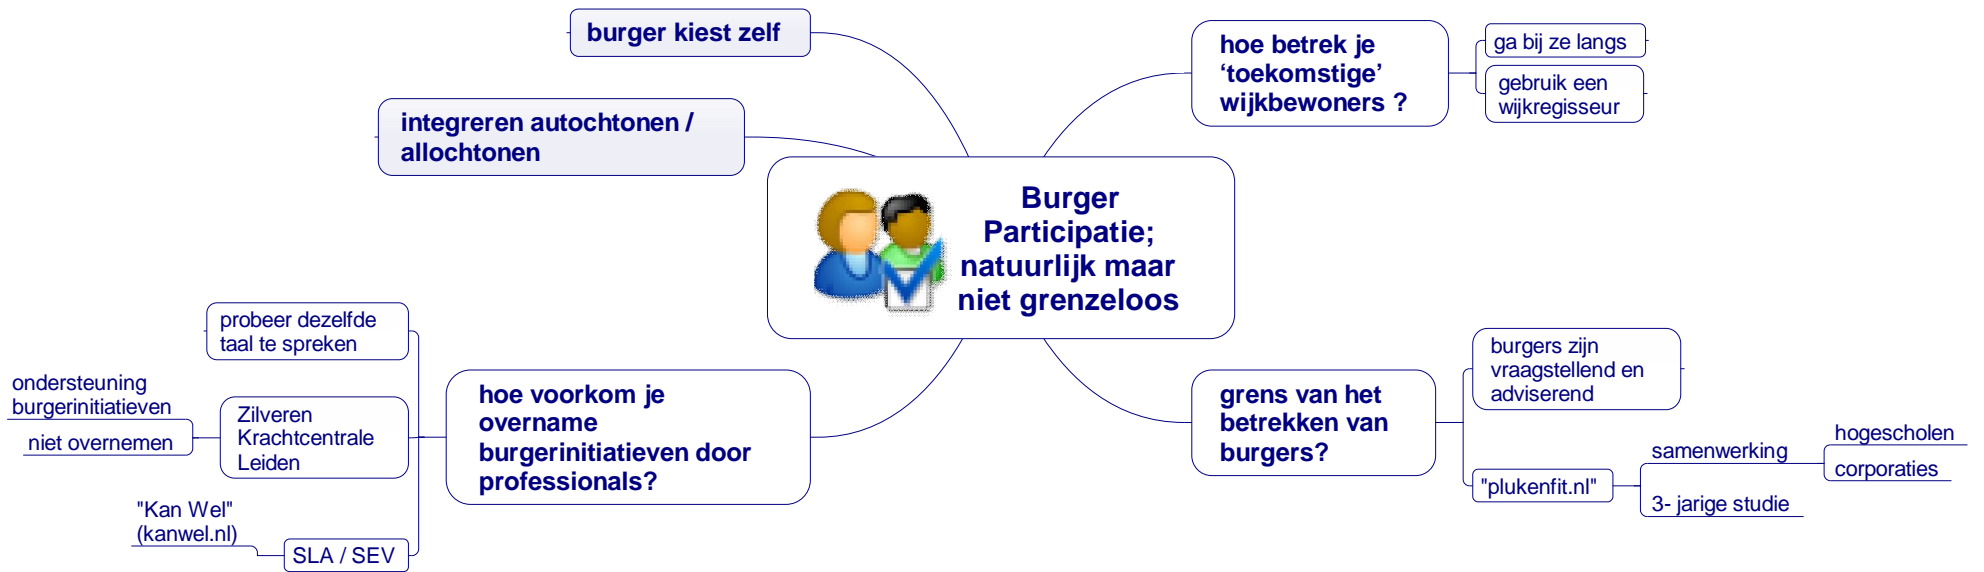 Burger
Participatie;
natuurlijk maar
niet grenzeloos
hoe betrek je
‘toekomstige’
wijkbewoners ?
ga bij ze langs
gebruik een
wijkregisseur
grens van het
betrekken van
burgers?
burgers zijn
vraagstellend en
adviserend
"plukenfit.nl"
samenwerking
hogescholen
corporaties
3- jarige studie
hoe voorkom je
overname
burgerinitiatieven door
professionals?
probeer dezelfde
taal te spreken
Zilveren
Krachtcentrale
Leiden
ondersteuning
burgerinitiatieven
niet overnemen
SLA / SEV
"Kan Wel"
(kanwel.nl)
integreren autochtonen /
allochtonen
burger kiest zelf